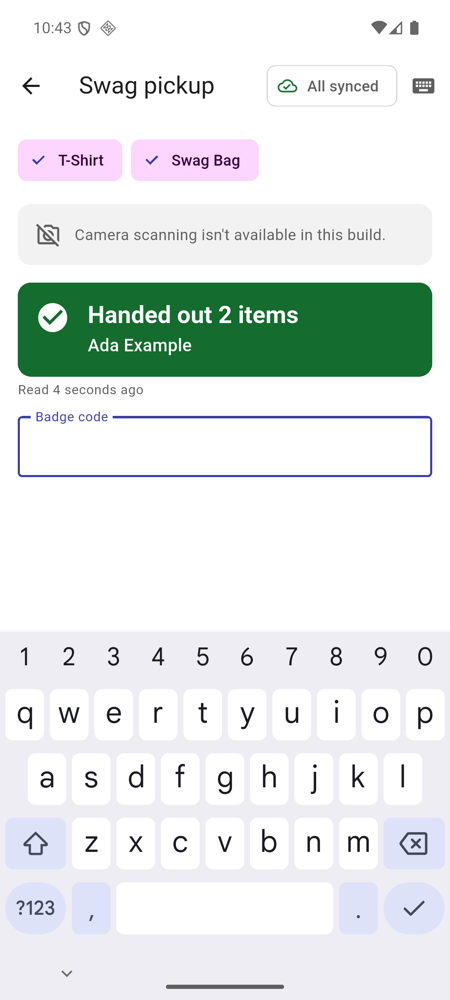 10:43
Swag pickup
All synced
T-Shirt
Swag Bag
Camera scanning isn't available in this build.
Handed out 2 items
Ada Example
Read 4 seconds ago
Badge code
1 2 3 4 5 6 7 8 9 0
q w e r t y u i o p
a s d f g h j k l
z x c v b n m
?123 , .